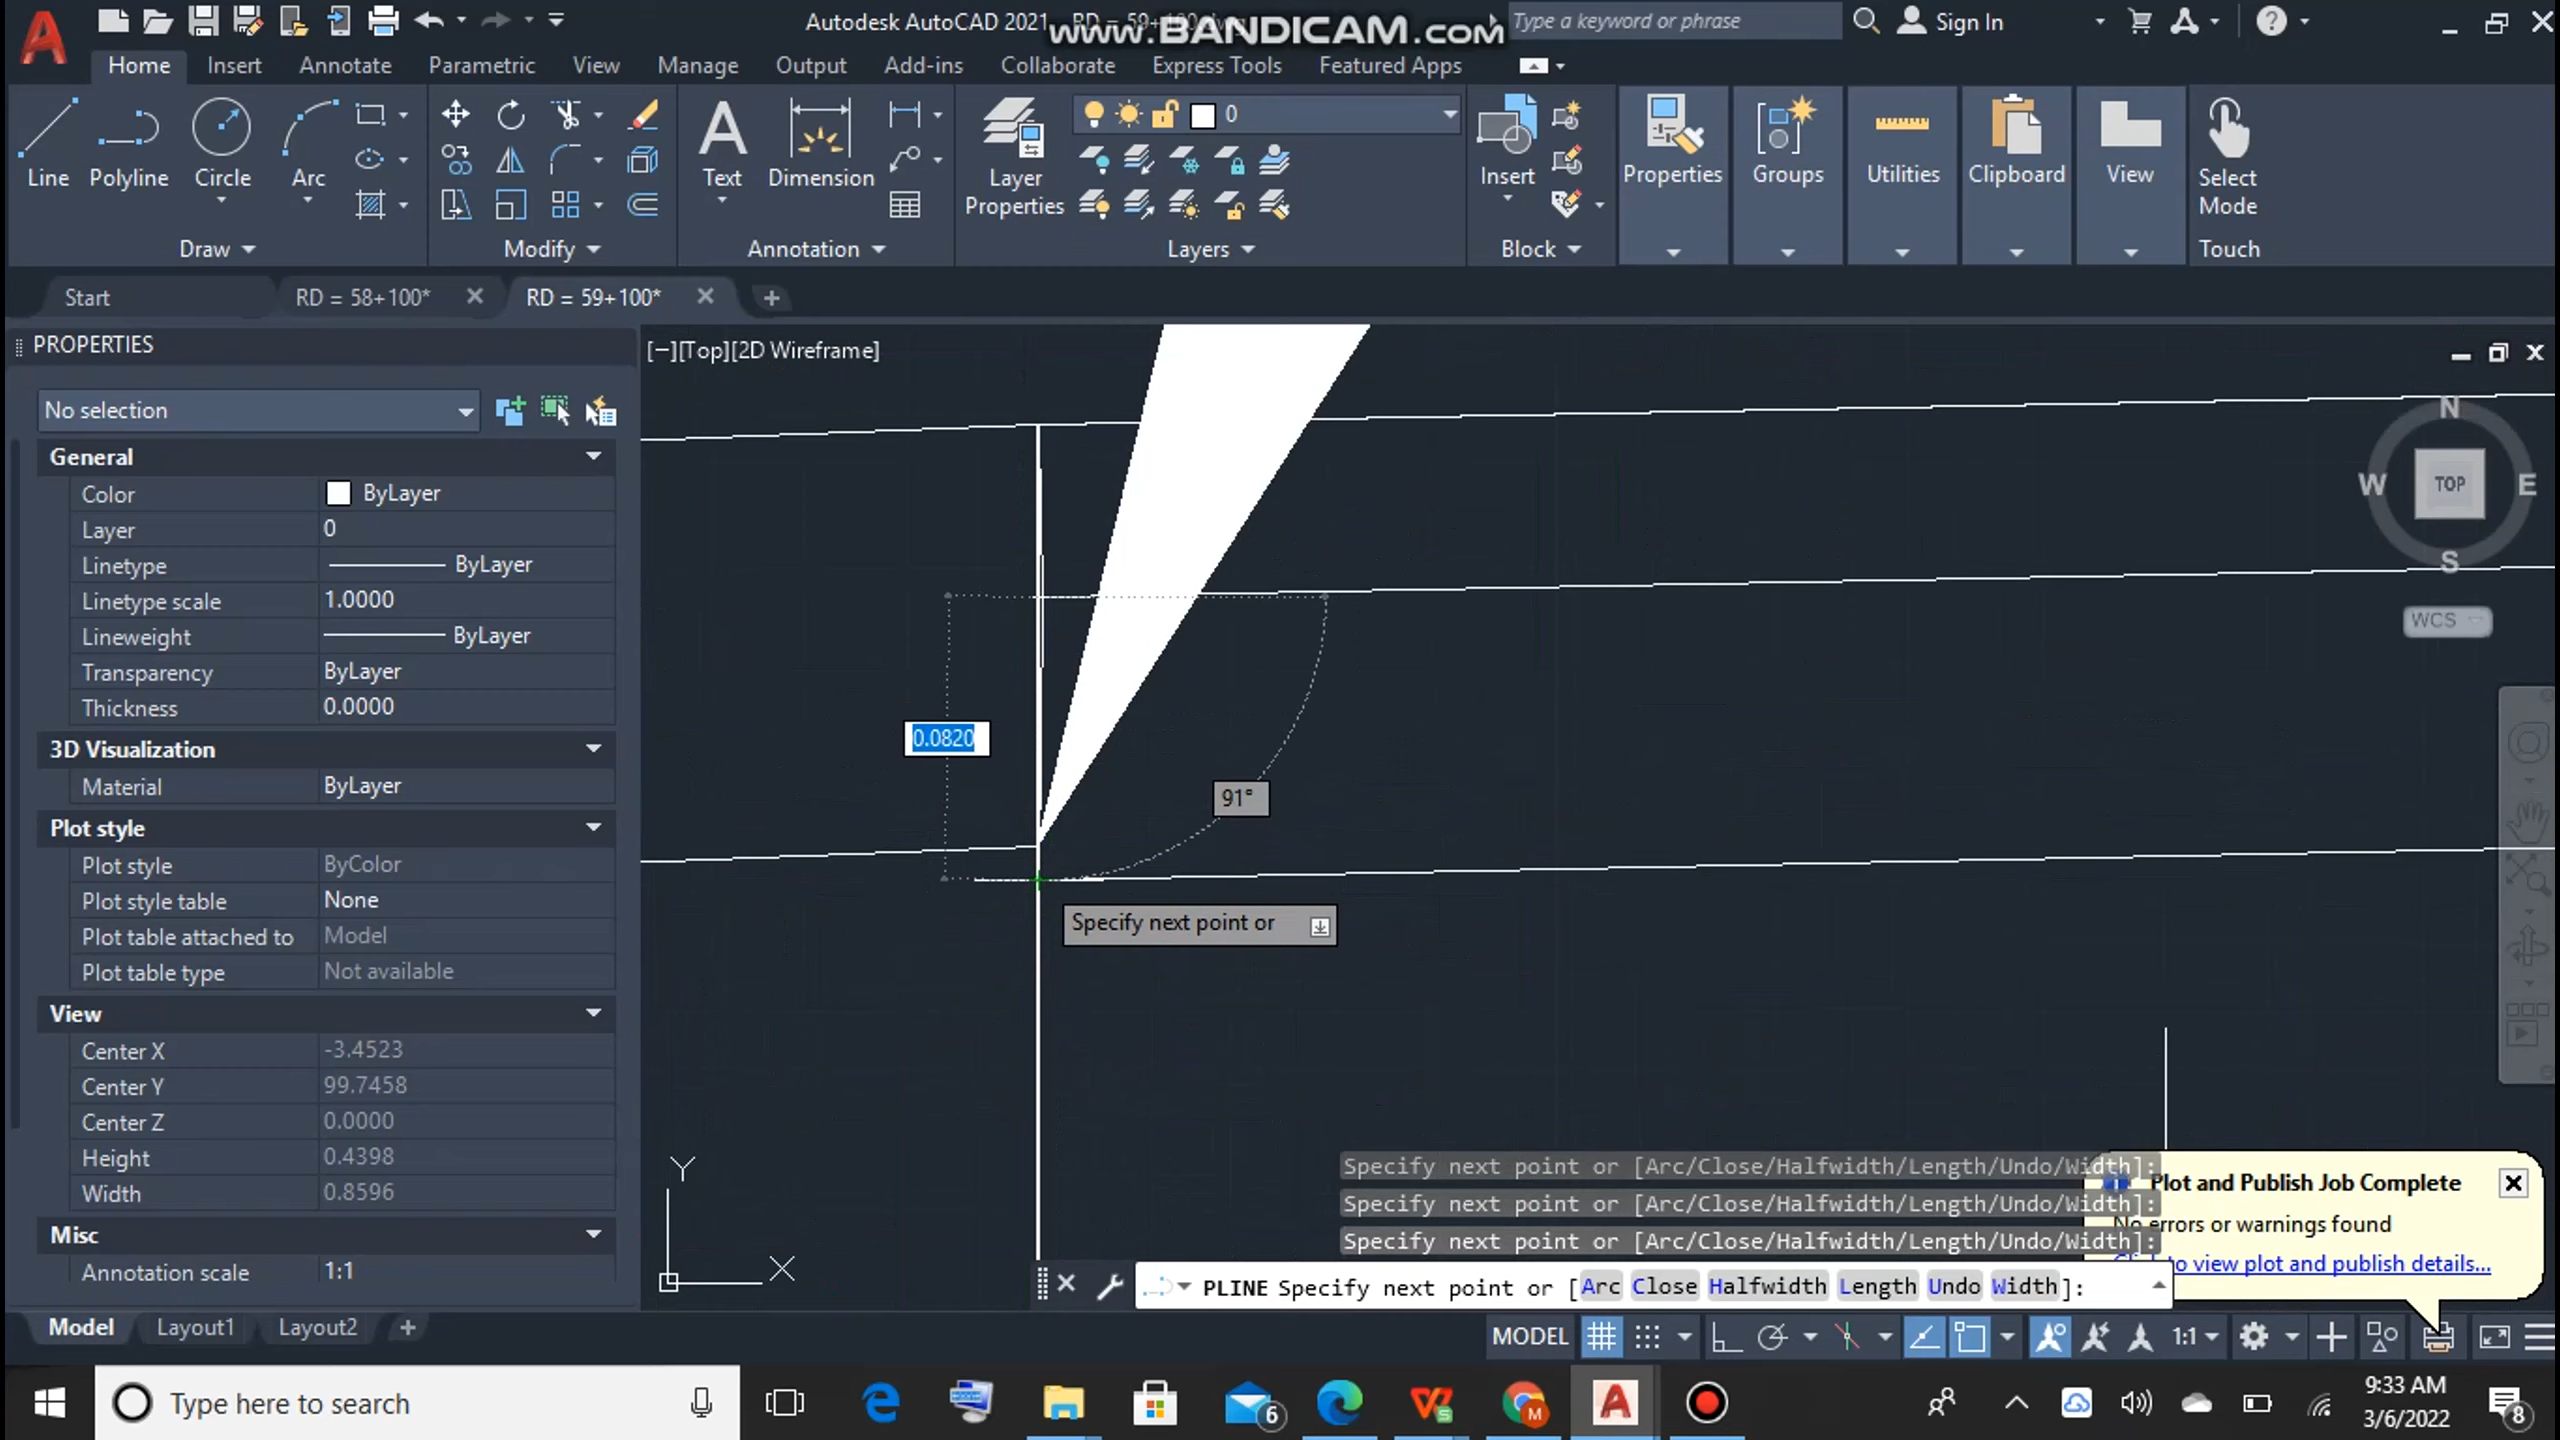 Autodesk AutoCAD 2021
www.BANDICAM.com
Type a keyword or phrase
Sign In
Home
Insert
Annotate
Parametric
View
Manage
Output
Add-ins
Collaborate
Express Tools
Featured Apps
Line
Polyline
Circle
Arc
Text
Dimension
Layer
Properties
0
Insert
Properties
Groups
Utilities
Clipboard
View
Select
Mode
Draw
Modify
Annotation
Layers
Block
Touch
Start
RD = 58+100*
RD = 59+100*
PROPERTIES
[−][Top][2D Wireframe]
No selection
General
Color ByLayer
Layer 0
Linetype ByLayer
Linetype scale 1.0000
Lineweight ByLayer
Transparency ByLayer
Thickness 0.0000
3D Visualization
Material ByLayer
Plot style
Plot style ByColor
Plot style table None
Plot table attached to Model
Plot table type Not available
View
Center X -3.4523
Center Y 99.7458
Center Z 0.0000
Height 0.4398
Width 0.8596
Misc
Annotation scale 1:1
N
W TOP E
S
WCS
0.0820
91°
Specify next point or
Y
X
Specify next point or [Arc/Close/Halfwidth/Length/Undo/Width]:
Specify next point or [Arc/Close/Halfwidth/Length/Undo/Width]:
Specify next point or [Arc/Close/Halfwidth/Length/Undo/Width]:
PLINE Specify next point or [Arc Close Halfwidth Length Undo Width]:
Plot and Publish Job Complete
No errors or warnings found
to view plot and publish details...
Model
Layout1
Layout2
MODEL
1:1
Type here to search
6
M
9:33 AM
3/6/2022
8